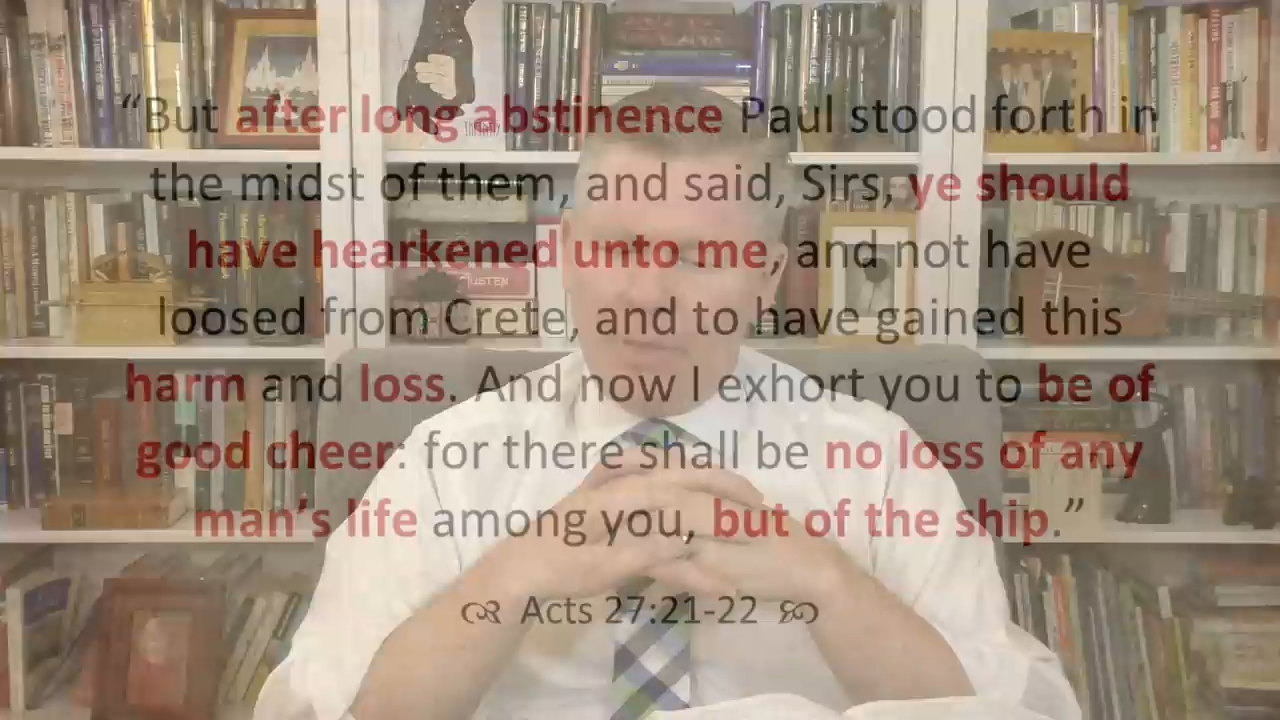 “But after long abstinence Paul stood forth in
the midst of them, and said, Sirs, ye should
have hearkened unto me, and not have
loosed from Crete, and to have gained this
harm and loss. And now I exhort you to be of
good cheer: for there shall be no loss of any
man’s life among you, but of the ship.”
Acts 27:21-22
AUSTEN